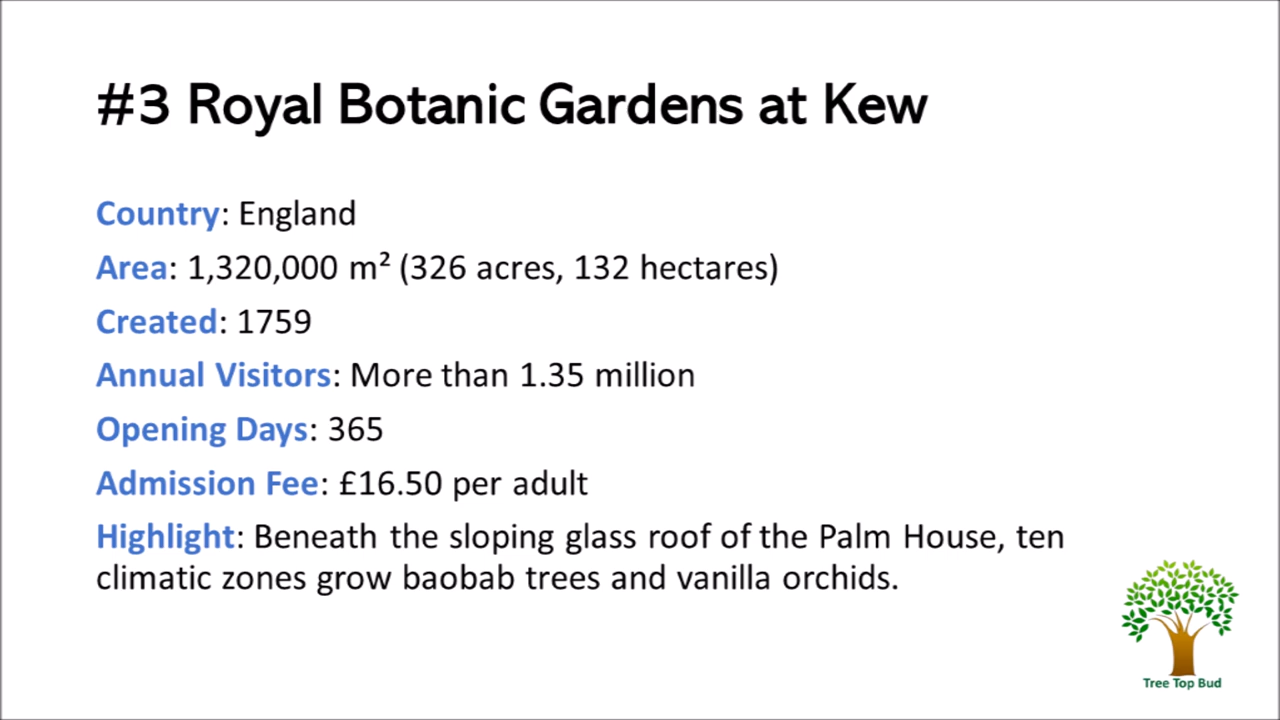 #3 Royal Botanic Gardens at Kew
Country: England
Area: 1,320,000 m² (326 acres, 132 hectares)
Created: 1759
Annual Visitors: More than 1.35 million
Opening Days: 365
Admission Fee: £16.50 per adult
Highlight: Beneath the sloping glass roof of the Palm House, ten
climatic zones grow baobab trees and vanilla orchids.
Tree Top Bud